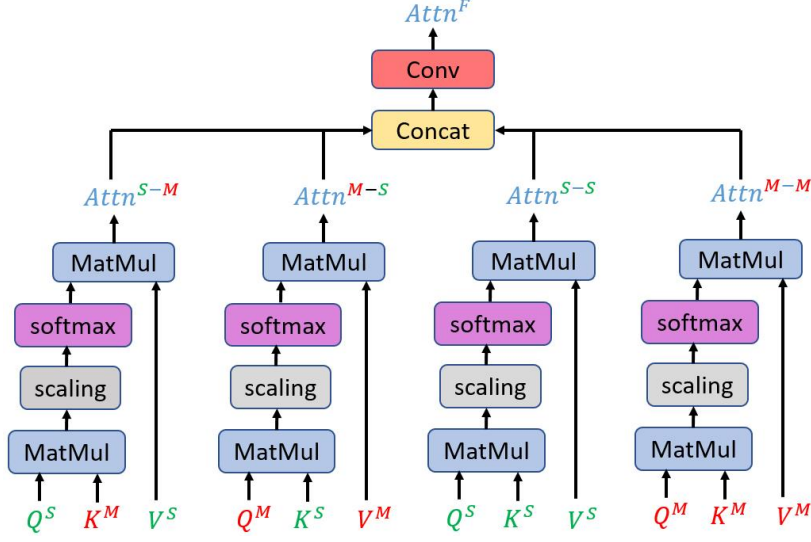 Attn^F
Conv
Concat
Attn^{S-M} Attn^{M-S} Attn^{S-S} Attn^{M-M}
MatMul MatMul MatMul MatMul
softmax softmax softmax softmax
scaling scaling scaling scaling
MatMul MatMul MatMul MatMul
Q^S K^M V^S Q^M K^S V^M Q^S K^S V^S Q^M K^M V^M